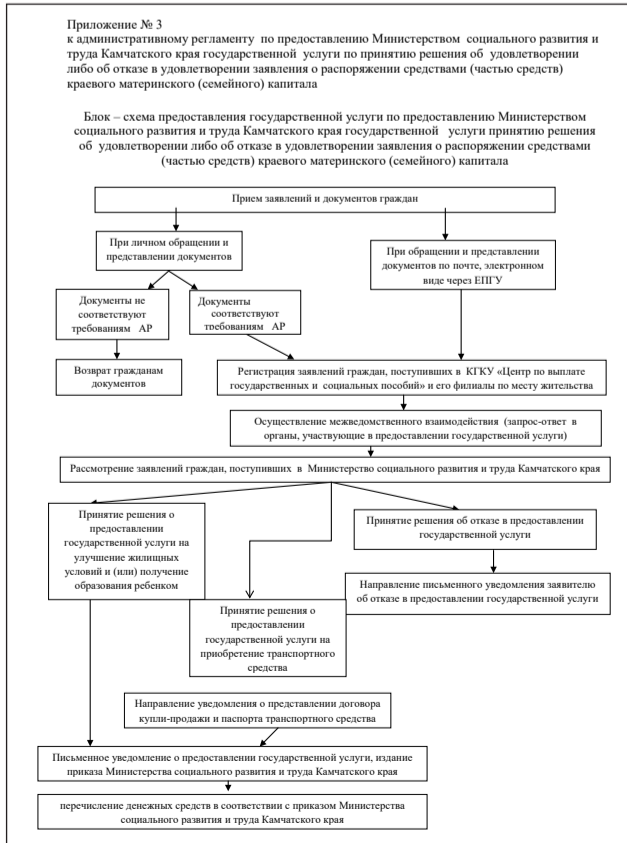 Приложение № 3
к административному регламенту по предоставлению Министерством социального развития и
труда Камчатского края государственной услуги по принятию решения об удовлетворении
либо об отказе в удовлетворении заявления о распоряжении средствами (частью средств)
краевого материнского (семейного) капитала
Блок – схема предоставления государственной услуги по предоставлению Министерством
социального развития и труда Камчатского края государственной услуги принятию решения
об удовлетворении либо об отказе в удовлетворении заявления о распоряжении средствами
(частью средств) краевого материнского (семейного) капитала
Прием заявлений и документов граждан
При личном обращении и
представлении документов
При обращении и представлении
документов по почте, электронном
виде через ЕПГУ
Документы не
соответствуют
требованиям АР
Документы
соответствуют
требованиям АР
Возврат гражданам
документов
Регистрация заявлений граждан, поступивших в КГКУ «Центр по выплате
государственных и социальных пособий» и его филиалы по месту жительства
Осуществление межведомственного взаимодействия (запрос-ответ в
органы, участвующие в предоставлении государственной услуги)
Рассмотрение заявлений граждан, поступивших в Министерство социального развития и труда Камчатского края
Принятие решения о
предоставлении
государственной услуги на
улучшение жилищных
условий и (или) получение
образования ребенком
Принятие решения об отказе в предоставлении
государственной услуги
Направление письменного уведомления заявителю
об отказе в предоставлении государственной услуги
Принятие решения о
предоставлении
государственной услуги на
приобретение транспортного
средства
Направление уведомления о представлении договора
купли-продажи и паспорта транспортного средства
Письменное уведомление о предоставлении государственной услуги, издание
приказа Министерства социального развития и труда Камчатского края
перечисление денежных средств в соответствии с приказом Министерства
социального развития и труда Камчатского края